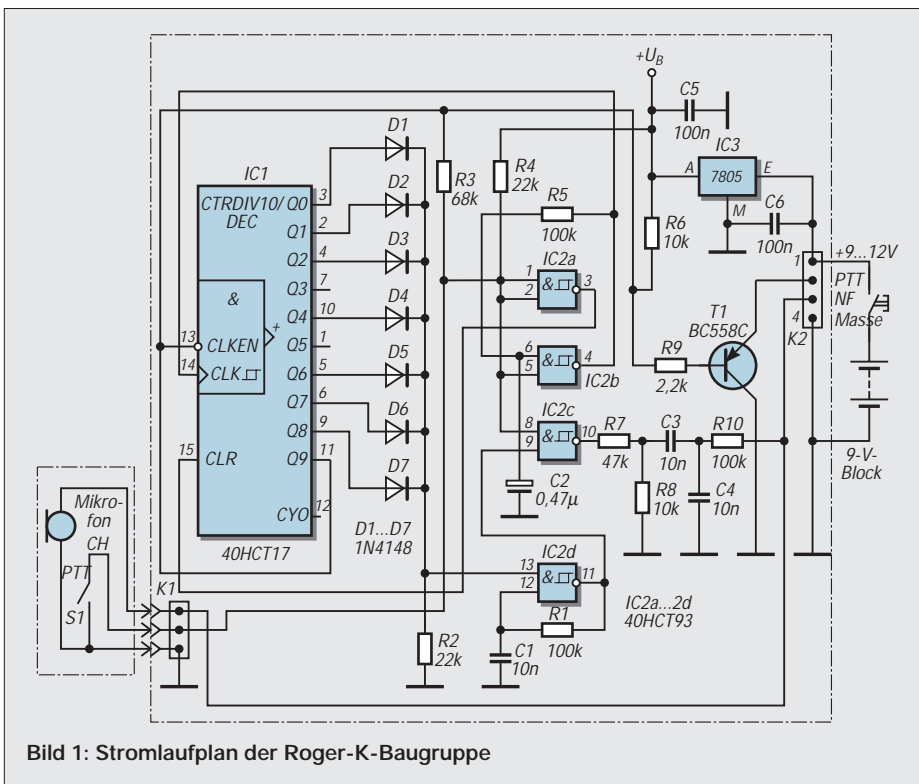 +U_B
C5
100n
IC3
A 7805 E
M C6
100n
D1
IC1
CTRDIV10/
DEC
3 Q0
D2
Q1 2
D3
Q2 4
Q3 7
D4
Q4 10
&
+
Q5 1
D5
13 CLKEN
14 CLK
Q6 5
D6
Q7 6
Q8 9
D7
15 CLR
Q9 11
CYO 12
40HCT17
D1...D7
1N4148
R3
68k
R4
22k
R5
100k
R6
10k
IC2a
1
2
&
3
6
5
&
4
IC2b
IC2c
8
9
&
10
R7
47k
C3
10n
R10
100k
R9
2,2k
T1
BC558C
1
4
K2
+9...12V
PTT
NF
Masse
9-V-
Block
C2
0,47µ
R8
10k
C4
10n
IC2d
13
12
&
11
IC2a...2d
40HCT93
R1
100k
C1
10n
R2
22k
Mikro-
fon
CH
PTT
S1
K1
Bild 1: Stromlaufplan der Roger-K-Baugruppe